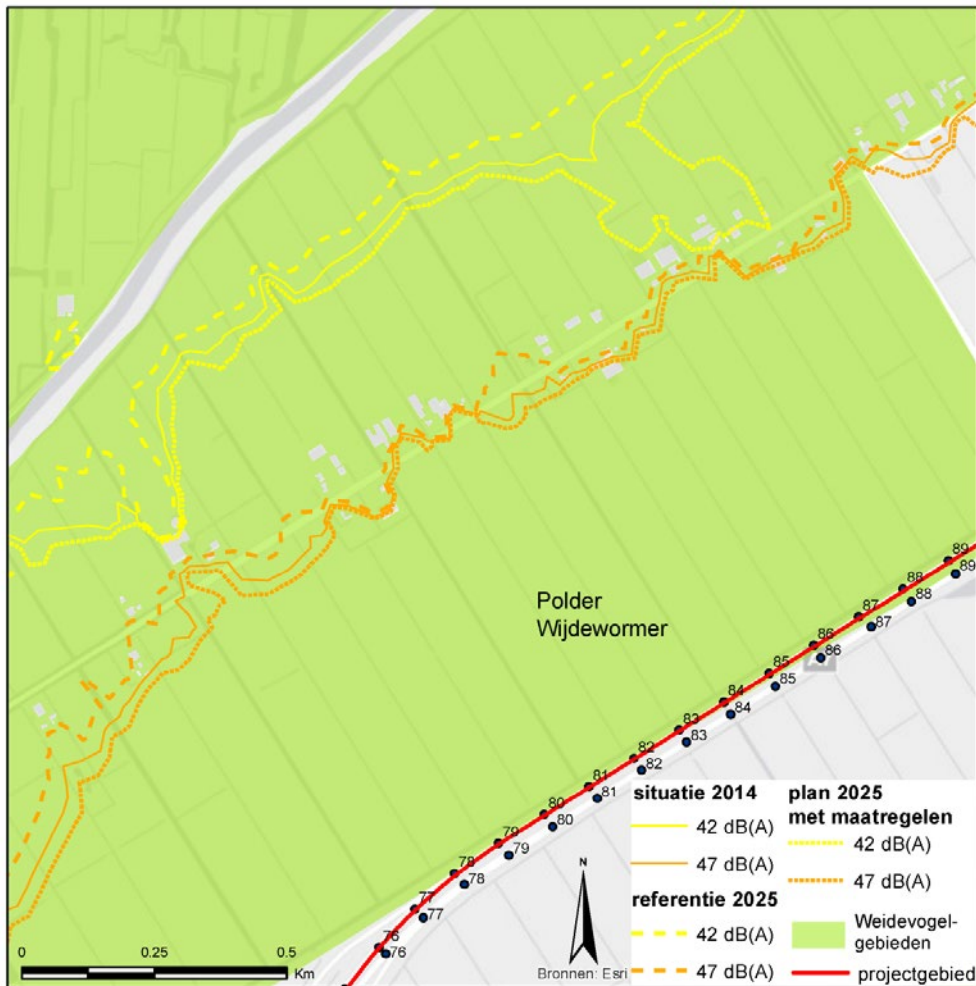 89
89
88
88
87
87
86
86
85
85
84
84
83
83
82
82
81
81
80
80
79
79
78
78
77
77
76
76
Polder
Wijdewormer
situatie 2014
42 dB(A)
47 dB(A)
referentie 2025
42 dB(A)
47 dB(A)
plan 2025
met maatregelen
42 dB(A)
47 dB(A)
Weidevogel-
gebieden
projectgebied
N
Bronnen: Esri
0 0.25 0.5
Km